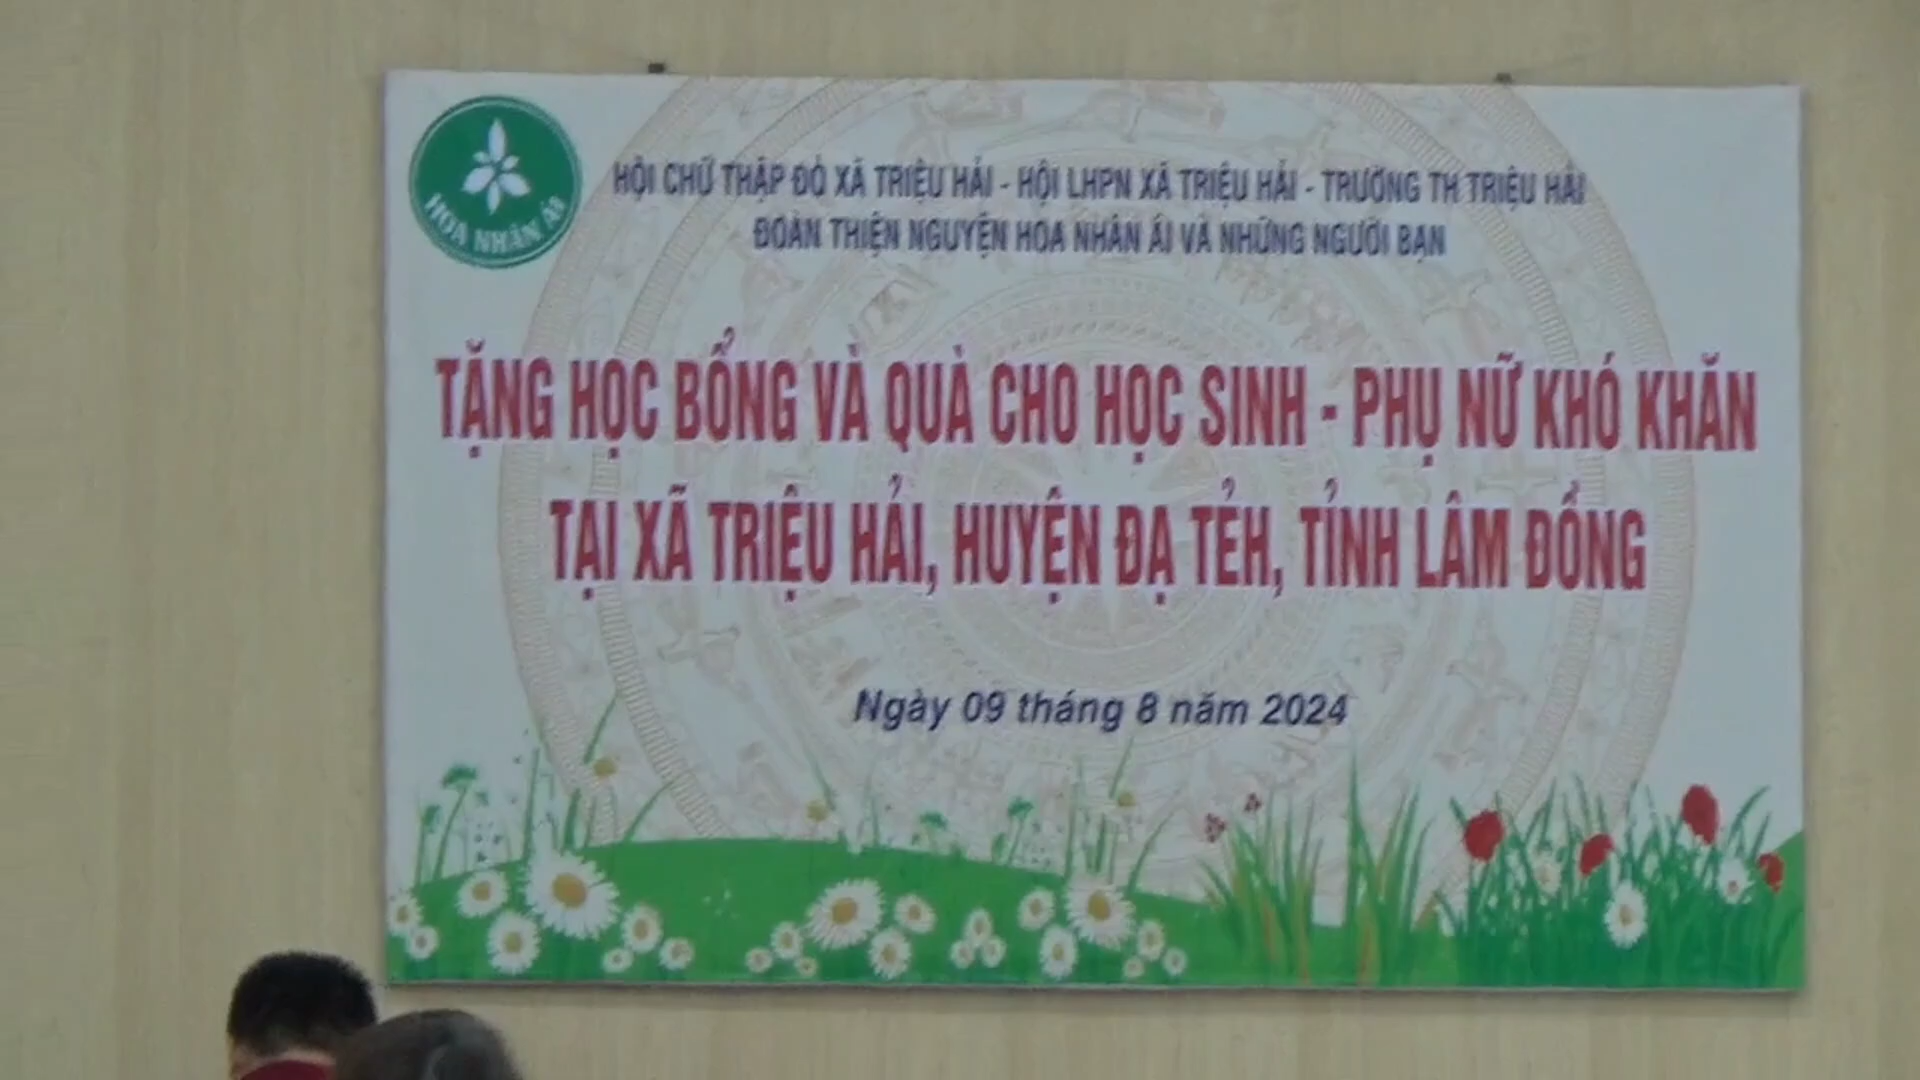 HOA NHÂN ÁI
HỘI CHỮ THẬP ĐỎ XÃ TRIỆU HẢI - HỘI LHPN XÃ TRIỆU HẢI - TRƯỜNG TH TRIỆU HẢI
ĐOÀN THIỆN NGUYỆN HOA NHÂN ÁI VÀ NHỮNG NGƯỜI BẠN
TẶNG HỌC BỔNG VÀ QUÀ CHO HỌC SINH - PHỤ NỮ KHÓ KHĂN
TẠI XÃ TRIỆU HẢI, HUYỆN ĐẠ TẺH, TỈNH LÂM ĐỒNG
Ngày 09 tháng 8 năm 2024